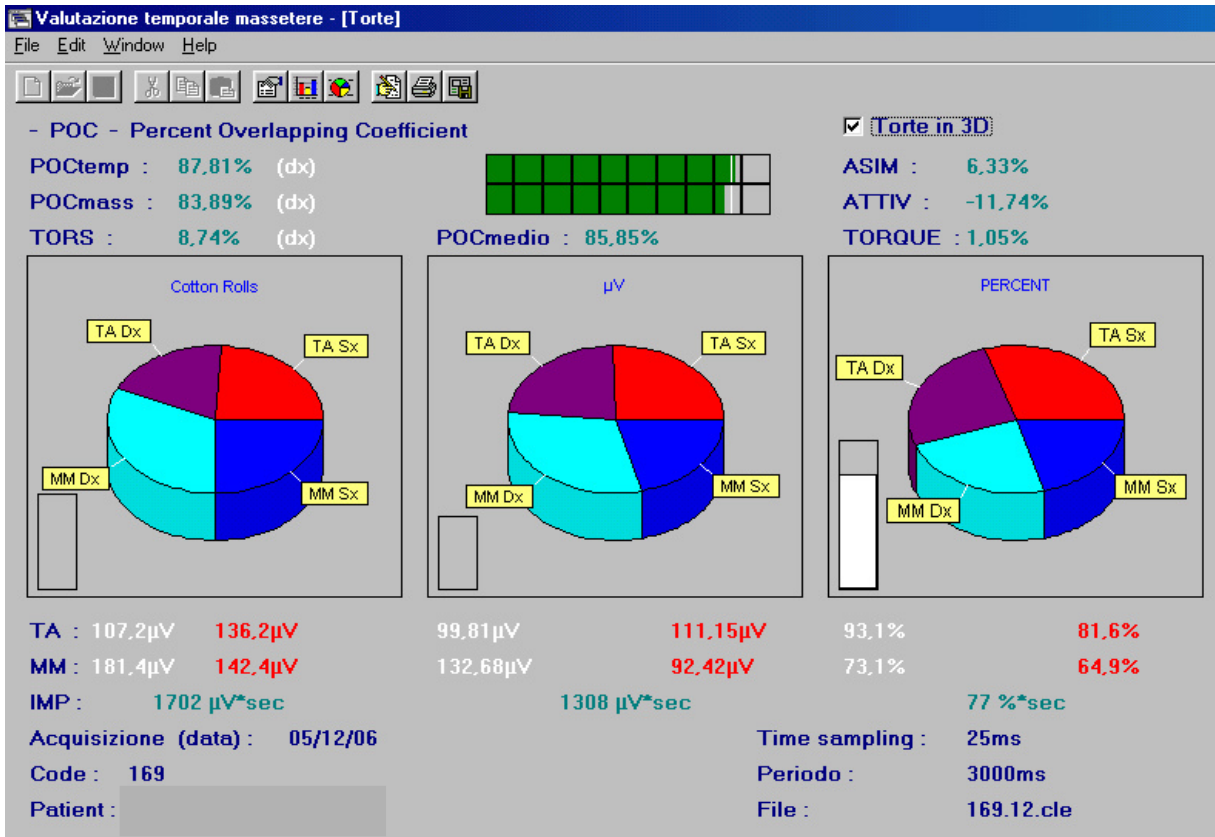 Valutazione temporale massetere - [Torte]
File Edit Window Help
- POC - Percent Overlapping Coefficient
Torte in 3D
POCtemp : 87,81% (dx)
ASIM : 6,33%
POCmass : 83,89% (dx)
ATTIV : -11,74%
TORS : 8,74% (dx)
POCmedio : 85,85%
TORQUE : 1,05%
Cotton Rolls
TA Dx
TA Sx
MM Dx
MM Sx
µV
TA Dx
TA Sx
MM Dx
MM Sx
PERCENT
TA Sx
TA Dx
MM Sx
MM Dx
TA : 107,2µV 136,2µV 99,81µV 111,15µV 93,1% 81,6%
MM : 181,4µV 142,4µV 132,68µV 92,42µV 73,1% 64,9%
IMP : 1702 µV*sec 1308 µV*sec 77 %*sec
Acquisizione (data) : 05/12/06
Time sampling : 25ms
Code : 169
Periodo : 3000ms
Patient :
File : 169.12.cle